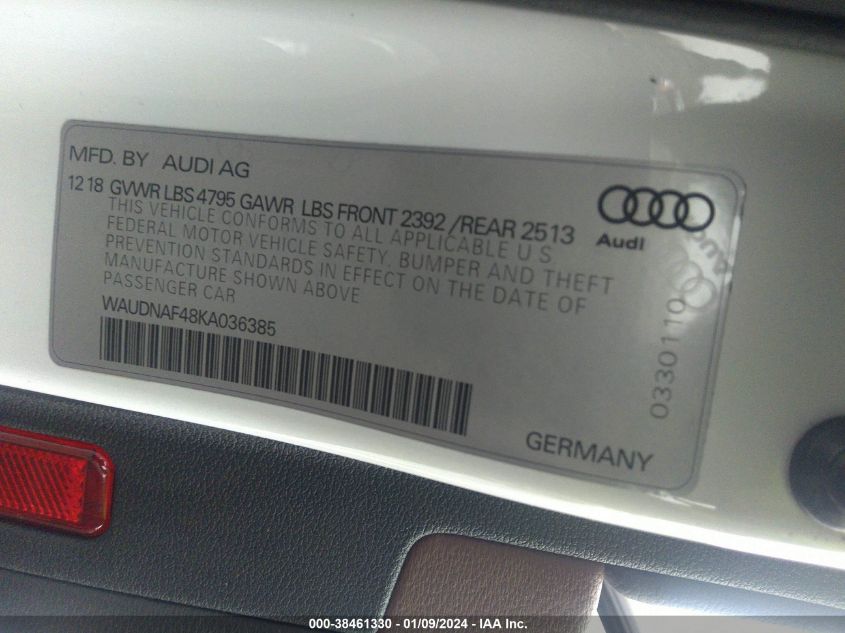 MFD. BY AUDI AG
12 18 GVWR LBS 4795 GAWR LBS FRONT 2392 /REAR 2513
THIS VEHICLE CONFORMS TO ALL APPLICABLE U S
FEDERAL MOTOR VEHICLE SAFETY, BUMPER AND THEFT
PREVENTION STANDARDS IN EFFECT ON THE DATE OF
MANUFACTURE SHOWN ABOVE
PASSENGER CAR
WAUDNAF48KA036385
Audi
0330110
GERMANY
000-38461330 — 01/09/2024 — IAA Inc.